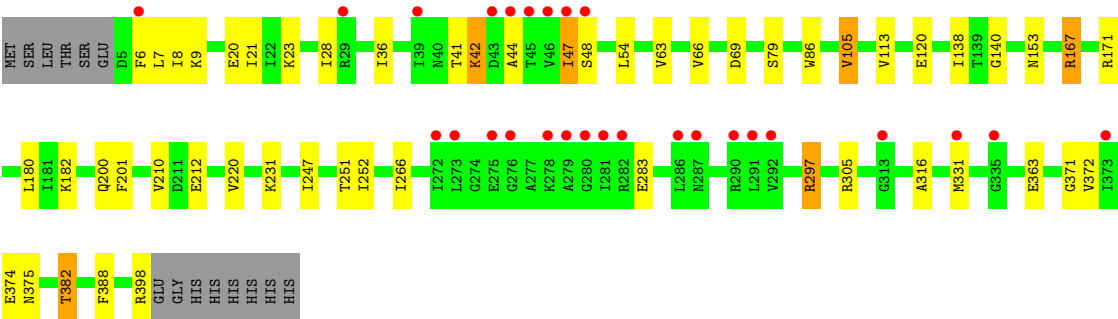 MET SER LEU THR SER GLU D5 F6 L7 I8 K9 E20 I21 I22 K23 I28 R29 I36 I39 N40 T41 K42 D43 A44 T45 V46 I47 S48 L54 V63 V66 D69 S79 W86 V105 V113 E120 I138 T139 G140 N153 R167 R171
L180 I181 K182 Q200 F201 V210 D211 E212 V220 K231 I247 T251 I252 I266 I272 L273 G274 E275 G276 A277 K278 A279 G280 I281 R282 E283 L286 N287 R290 L291 V292 R297 R305 G313 A316 M331 G335 E363 G371 V372 I373
E374 N375 T382 F388 R398 GLU GLY HIS HIS HIS HIS HIS HIS